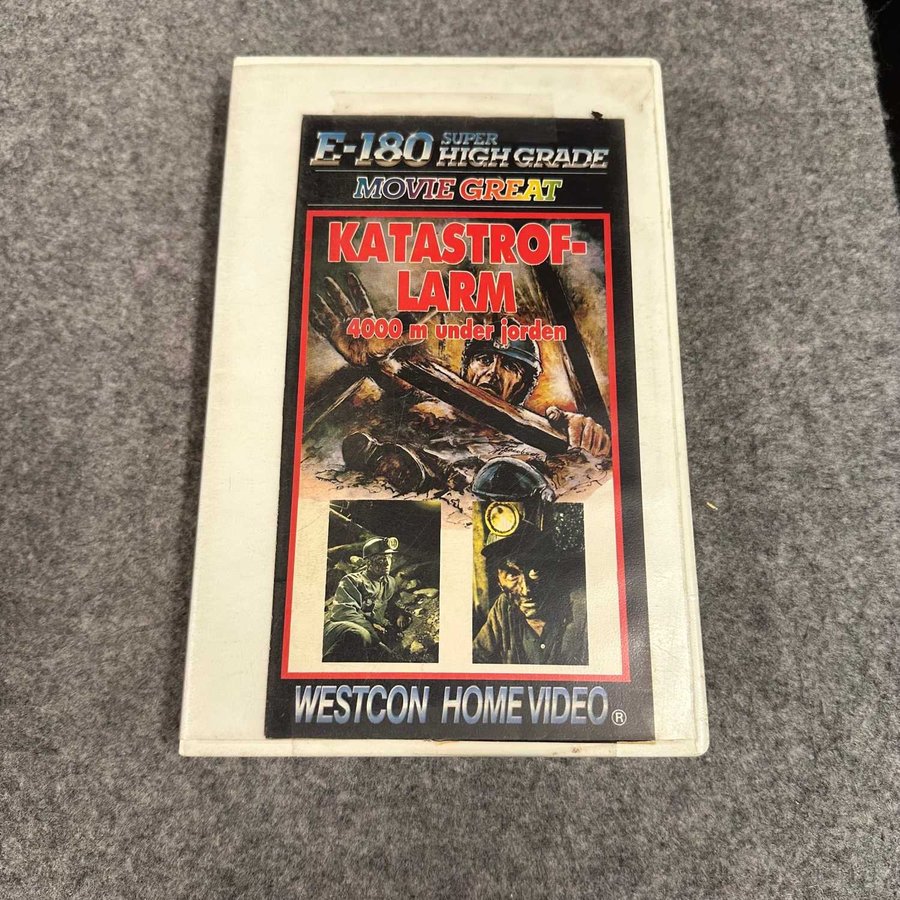 E-180 SUPER HIGH GRADE
MOVIE GREAT
KATASTROF-
LARM
4000 m under jorden
WESTCON HOME VIDEO ®